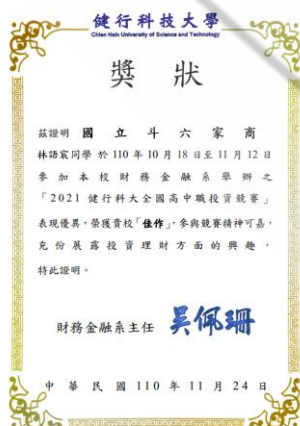 健行科技大學
Chien Hsin University of Science and Technology
獎狀
茲證明 國立斗六家商
林語宸同學 於 110 年 10 月 18 日至 11 月 12 日
參加本校財務金融系舉辦之
「2021 健行科大全國高中職投資競賽」
表現優異，榮獲貴校「佳作」，參與競賽精神可嘉，
充份展露投資理財方面的興趣，
特此證明。
財務金融系主任 吳佩珊
中華民國 110 年 11 月 24 日